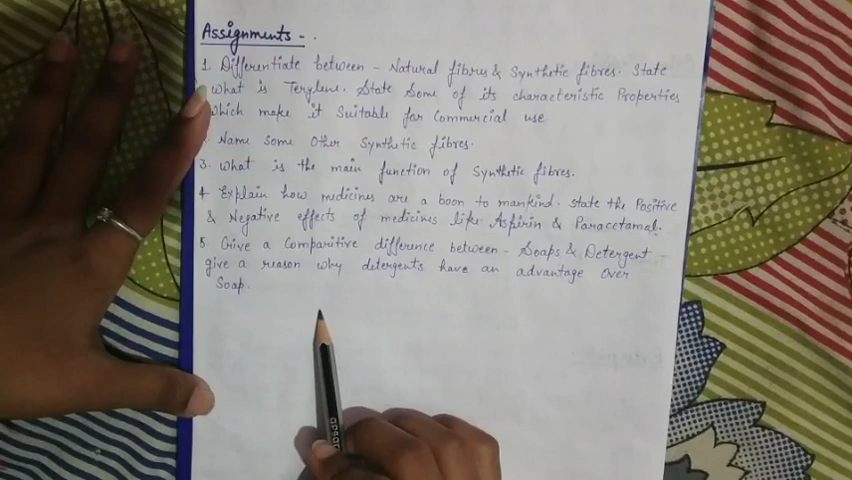 Assignments - .
1. Differentiate between - Natural fibres & Synthetic fibres. State
what is Terylene. State Some of its characteristic Properties
Which make it Suitable for Commercial use
Name some Other Synthetic fibres.
3. What is the main function of Synthetic fibres.
4. Explain how medicines are a boon to mankind. State the Positive
& Negative effects of medicines like Aspirin & Paracetamol.
5. Give a Comparitive difference between - Soaps & Detergent -
give a reason why detergents have an advantage Over
Soap.
apsara